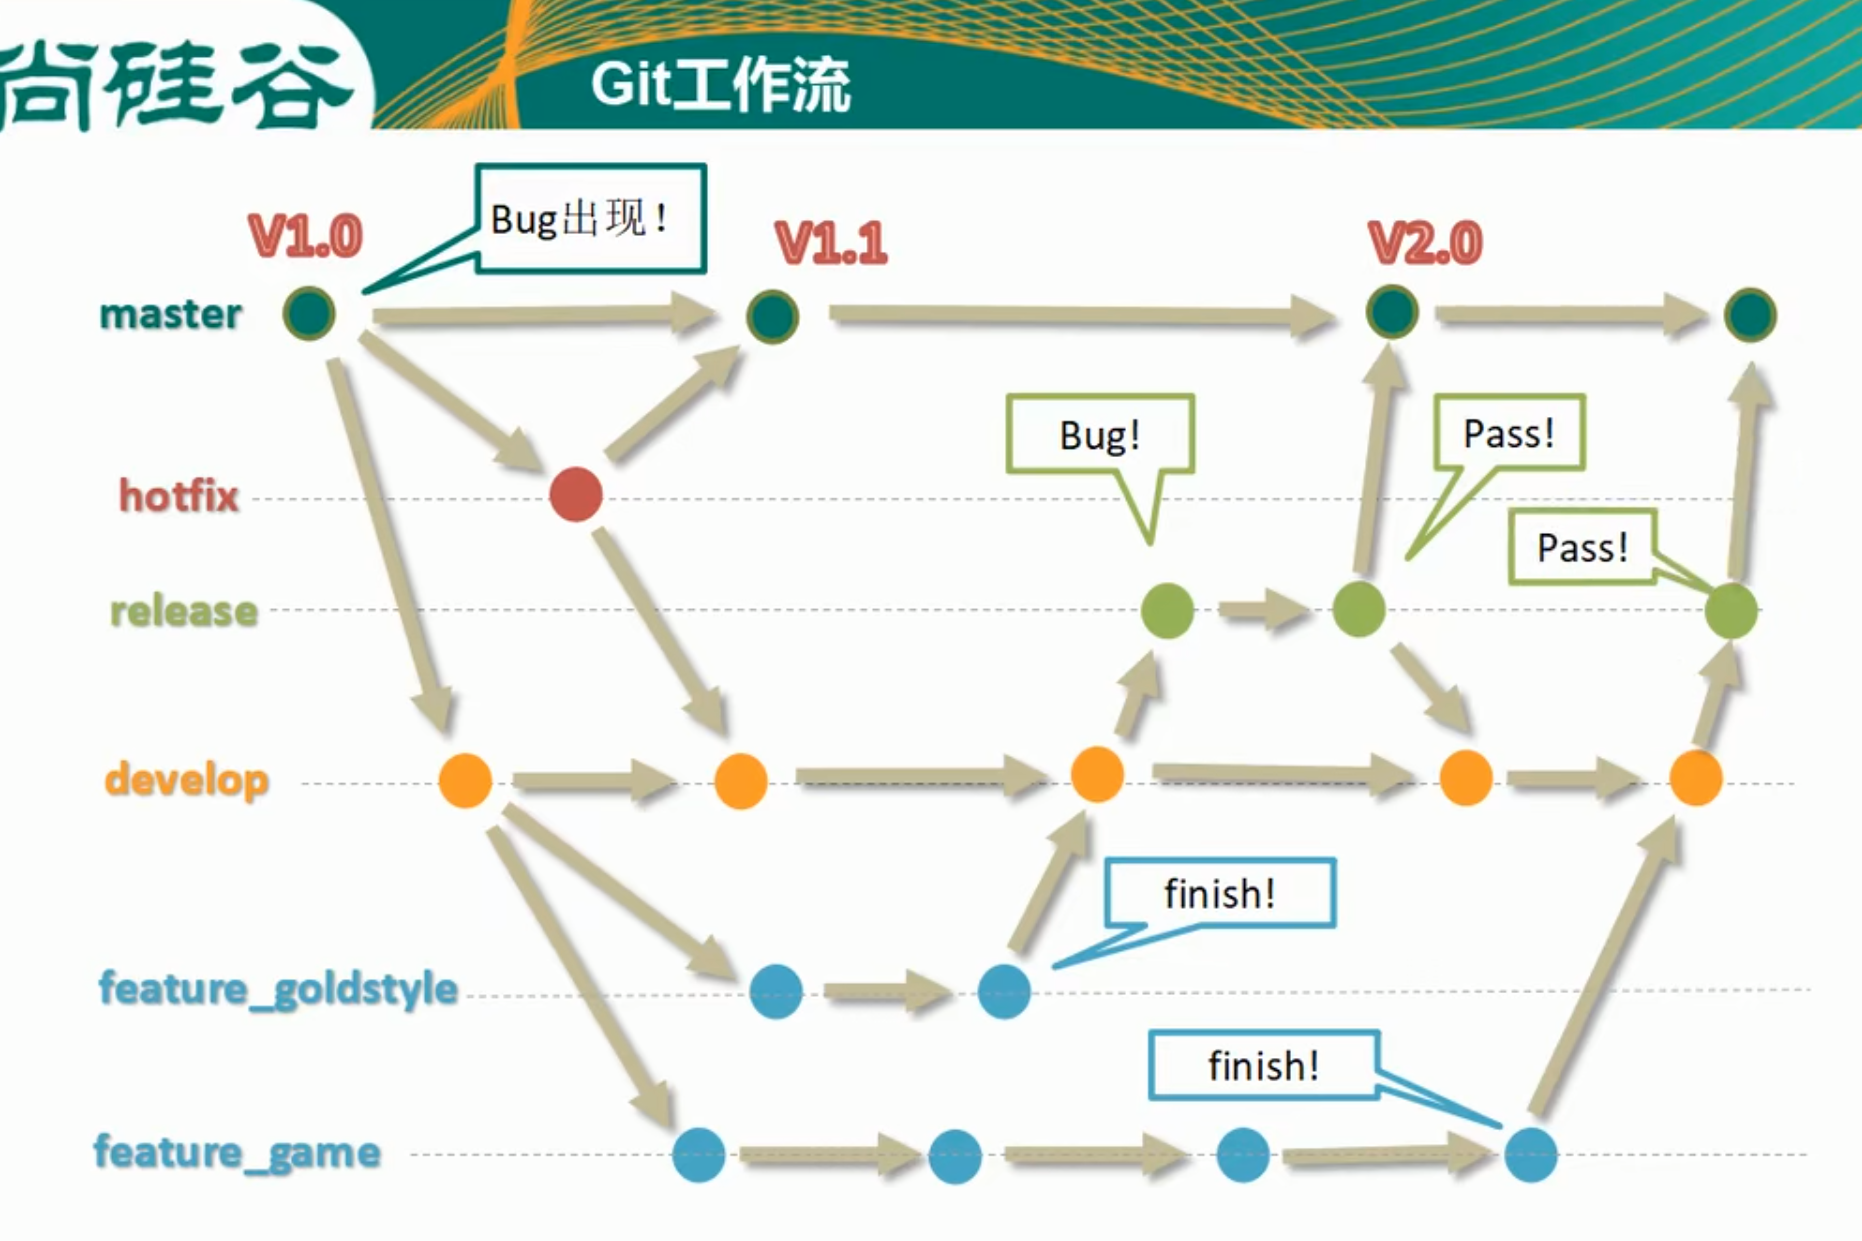 尚硅谷
Git工作流
Bug出现！
V1.0
V1.1
V2.0
master
Bug!
Pass!
hotfix
Pass!
release
develop
finish!
feature_goldstyle
finish!
feature_game